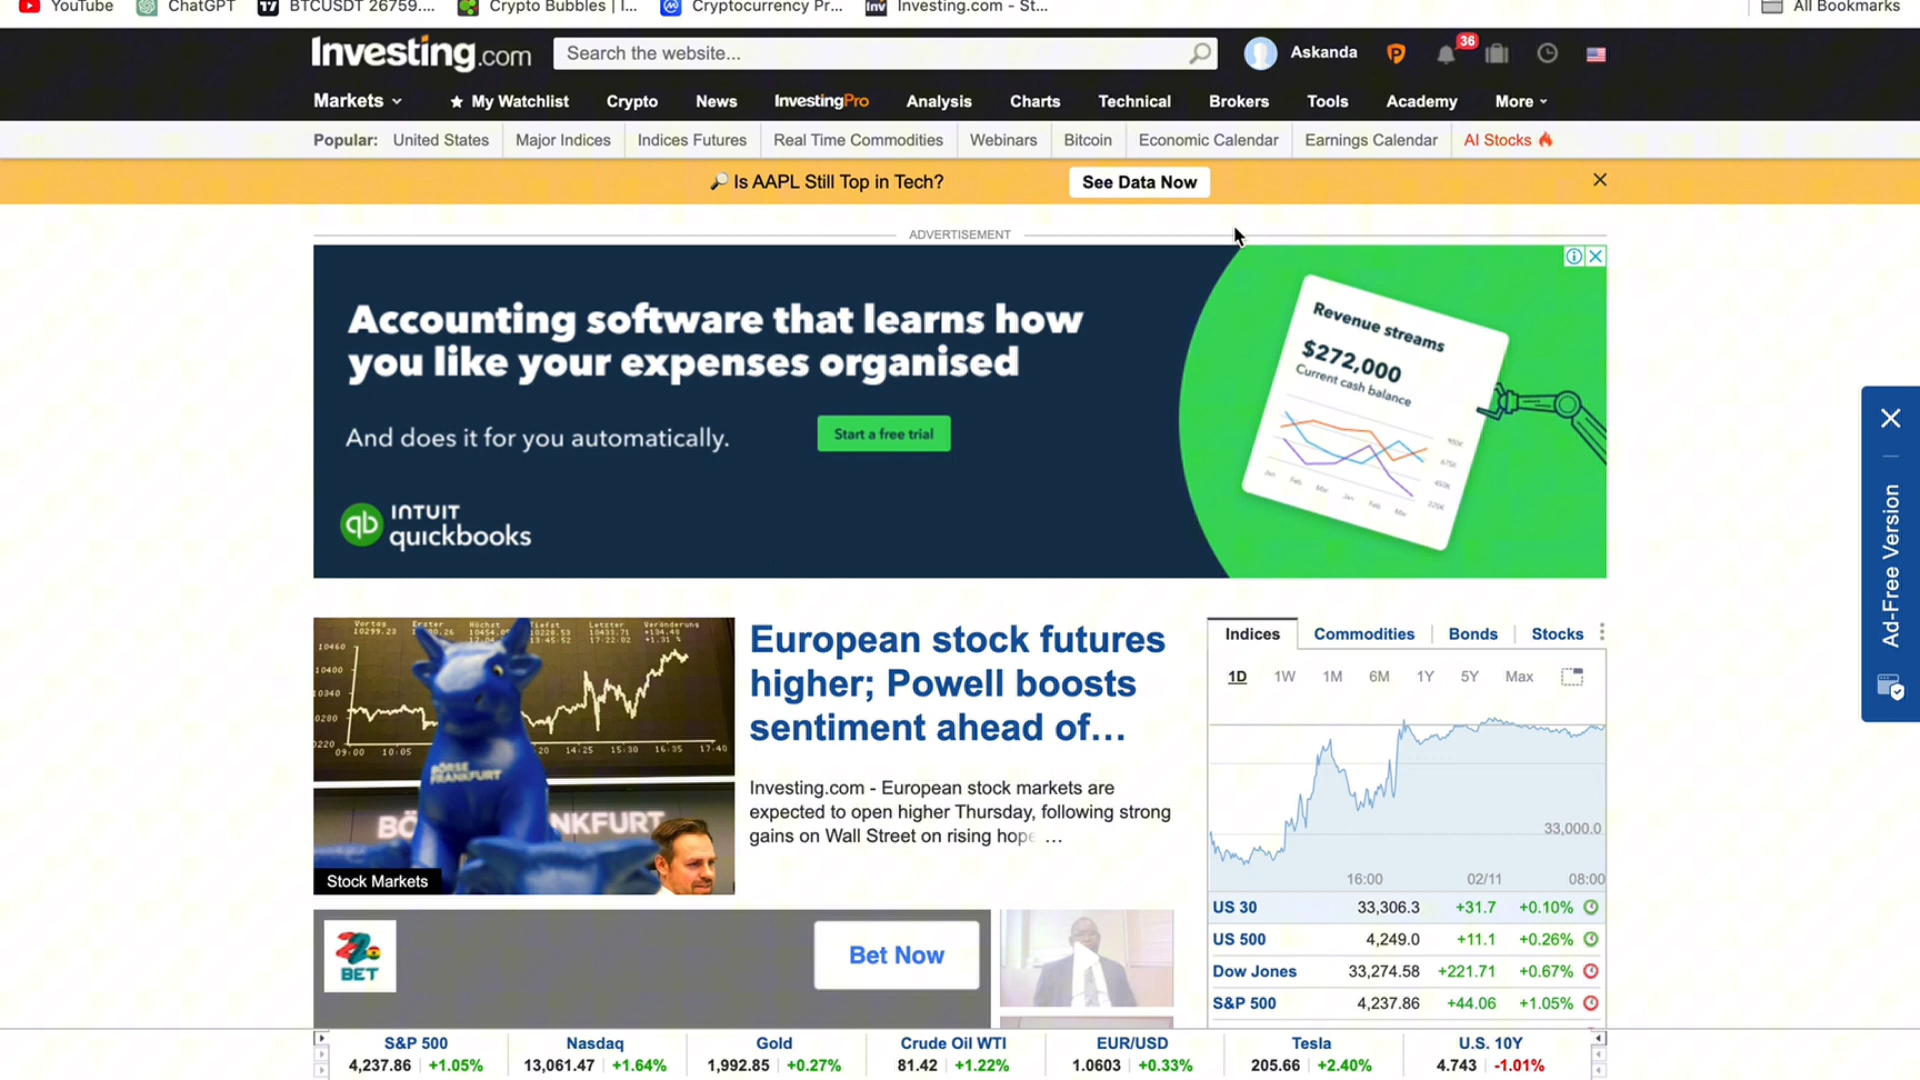 YouTube ChatGPT BTCUSDT 26759.... Crypto Bubbles | I... Cryptocurrency Pr... Investing.com - St... All Bookmarks
Investing.com Search the website... Askanda 36
Markets My Watchlist Crypto News InvestingPro Analysis Charts Technical Brokers Tools Academy More
Popular: United States Major Indices Indices Futures Real Time Commodities Webinars Bitcoin Economic Calendar Earnings Calendar AI Stocks
Is AAPL Still Top in Tech? See Data Now
ADVERTISEMENT
Accounting software that learns how
you like your expenses organised
And does it for you automatically.
Start a free trial
INTUIT
quickbooks
Revenue streams
$272,000
Current cash balance
Ad-Free Version
European stock futures
higher; Powell boosts
sentiment ahead of...
Investing.com - European stock markets are
expected to open higher Thursday, following strong
gains on Wall Street on rising hope ...
BÖRSE
FRANKFURT
Stock Markets
22
BET
Bet Now
Indices Commodities Bonds Stocks
1D 1W 1M 6M 1Y 5Y Max
33,000.0
16:00 02/11 08:00
US 30 33,306.3 +31.7 +0.10%
US 500 4,249.0 +11.1 +0.26%
Dow Jones 33,274.58 +221.71 +0.67%
S&P 500 4,237.86 +44.06 +1.05%
S&P 500 Nasdaq Gold Crude Oil WTI EUR/USD Tesla U.S. 10Y
4,237.86 +1.05% 13,061.47 +1.64% 1,992.85 +0.27% 81.42 +1.22% 1.0603 +0.33% 205.66 +2.40% 4.743 -1.01%